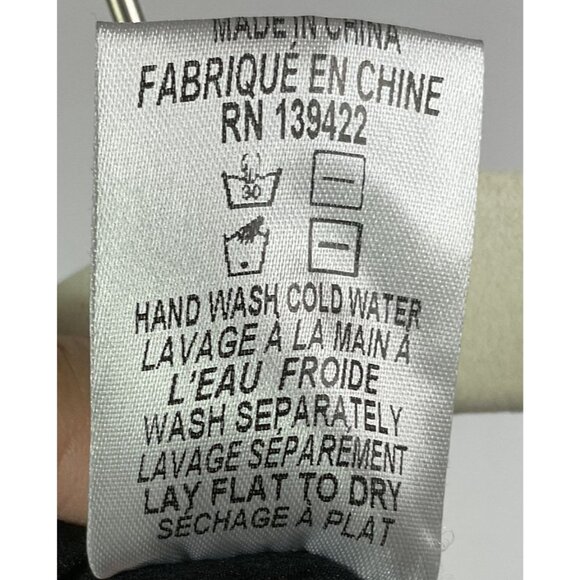 MADE IN CHINA
FABRIQUÉ EN CHINE
RN 139422
30
HAND WASH COLD WATER
LAVAGE À LA MAIN À
L'EAU FROIDE
WASH SEPARATELY
LAVAGE SÉPARÉMENT
LAY FLAT TO DRY
SÉCHAGE À PLAT